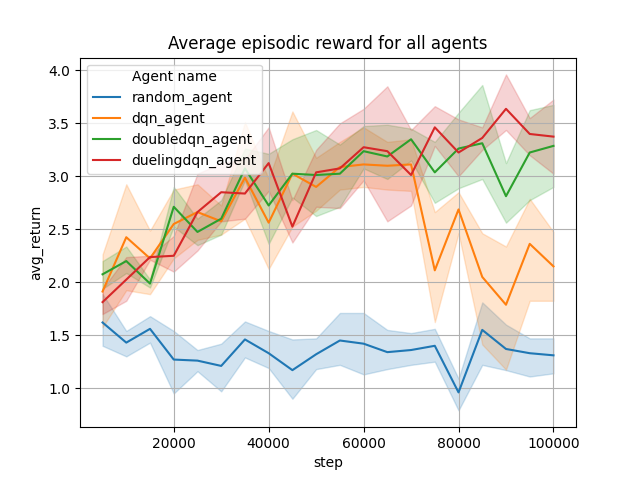 Average episodic reward for all agents
4.0
3.5
3.0
2.5
2.0
1.5
1.0
avg_return
Agent name
random_agent
dqn_agent
doubledqn_agent
duelingdqn_agent
20000 40000 60000 80000 100000
step